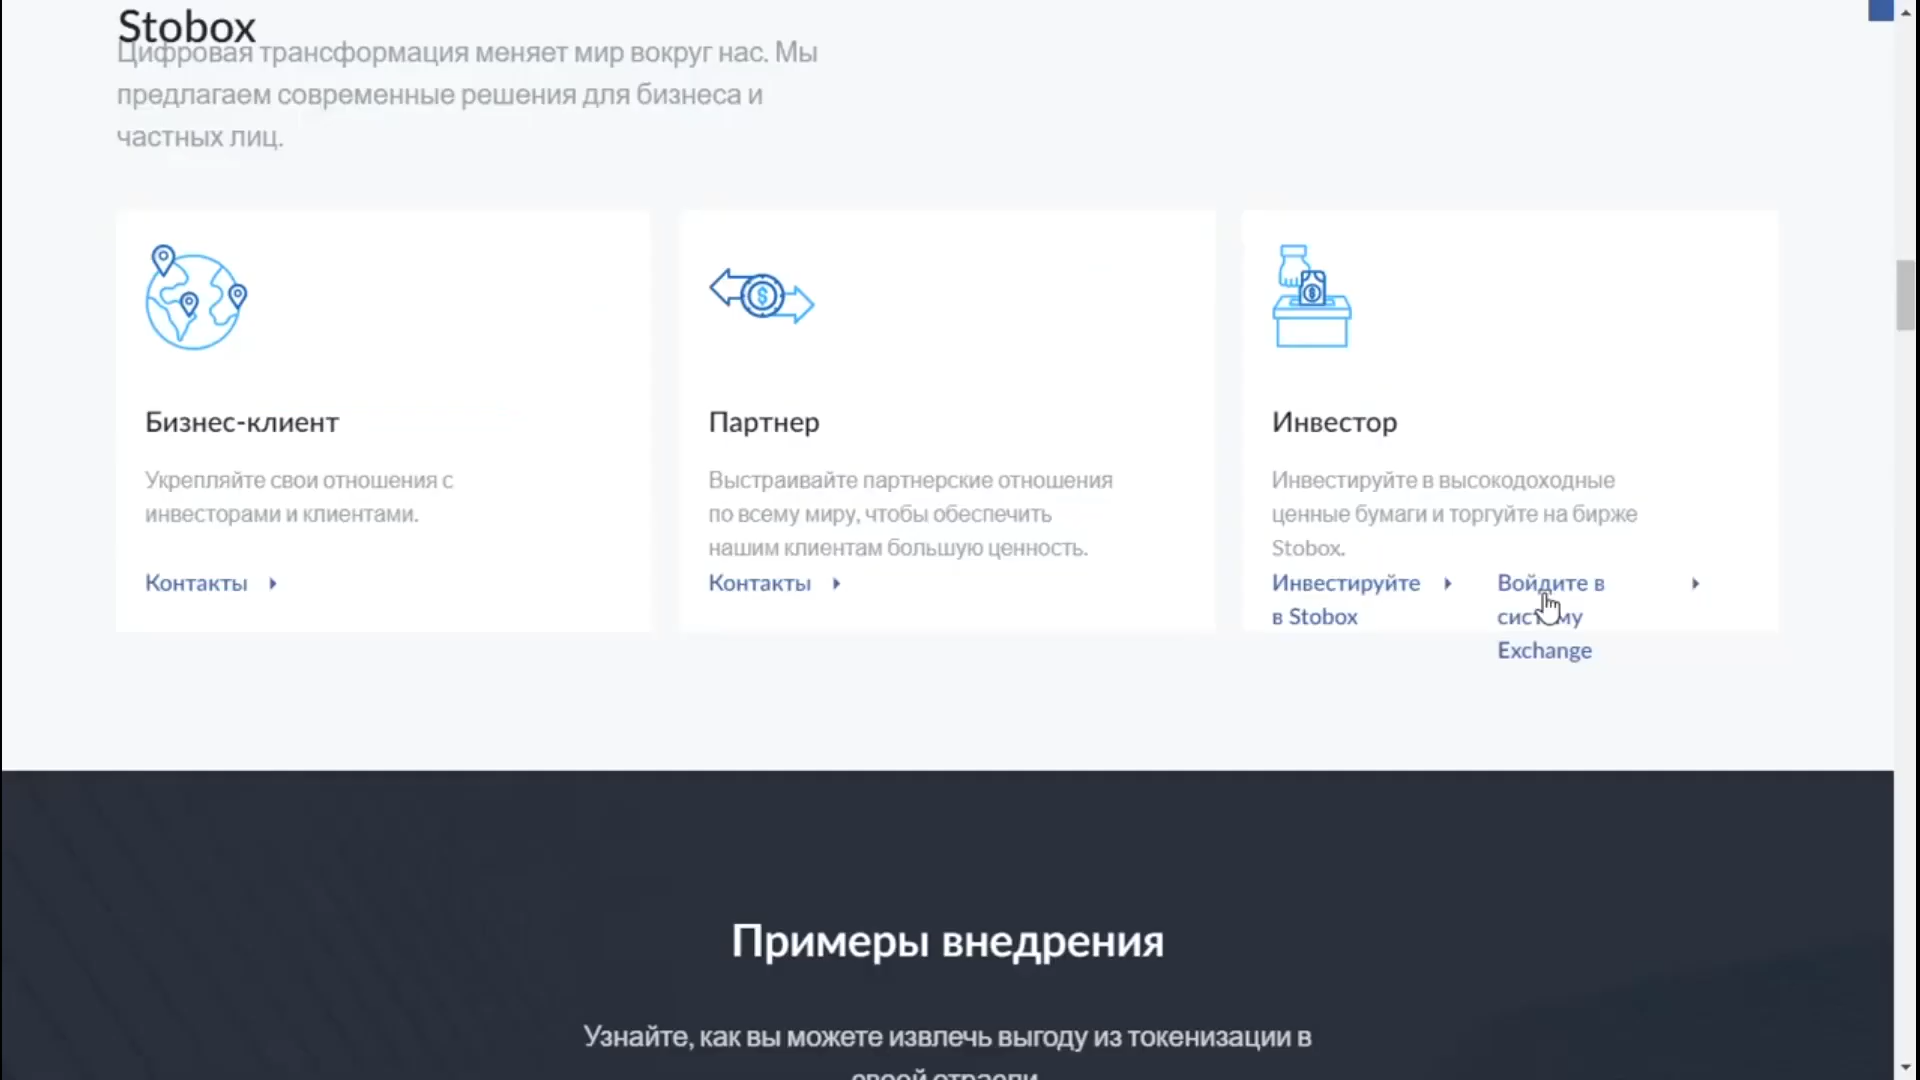 Stobox
Цифровая трансформация меняет мир вокруг нас. Мы
предлагаем современные решения для бизнеса и
частных лиц.
Бизнес-клиент
Укрепляйте свои отношения с
инвесторами и клиентами.
Контакты
Партнер
Выстраивайте партнерские отношения
по всему миру, чтобы обеспечить
нашим клиентам большую ценность.
Контакты
Инвестор
Инвестируйте в высокодоходные
ценные бумаги и торгуйте на бирже
Stobox.
Инвестируйте
в Stobox
Войдите в
систему
Exchange
Примеры внедрения
Узнайте, как вы можете извлечь выгоду из токенизации в
своей отрасли